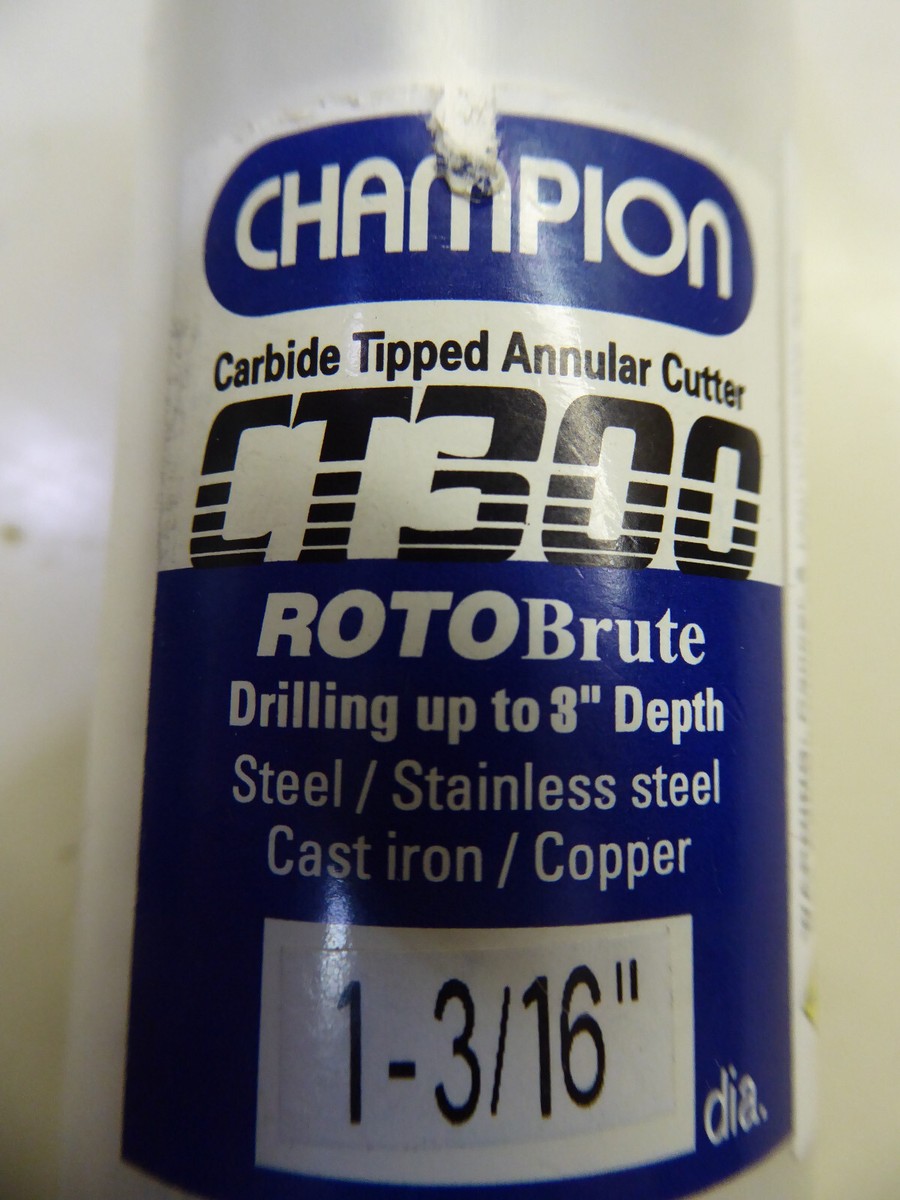 CHAMPION
Carbide Tipped Annular Cutter
CT300
ROTOBrute
Drilling up to 3" Depth
Steel / Stainless steel
Cast iron / Copper
1-3/16"
dia.